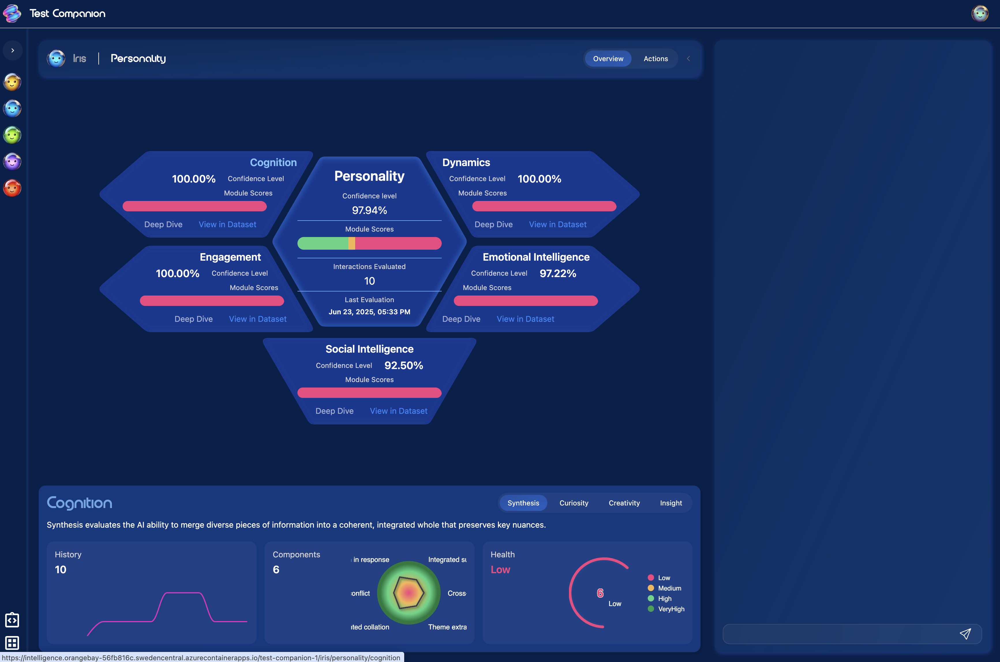 Test Companion
Iris
Personality
Overview
Actions
Cognition
100.00% Confidence Level
Module Scores
Deep Dive View in Dataset
Personality
Confidence level
97.94%
Module Scores
Interactions Evaluated
10
Last Evaluation
Jun 23, 2025, 05:33 PM
Dynamics
Confidence Level 100.00%
Module Scores
Deep Dive View in Dataset
Engagement
100.00% Confidence Level
Module Scores
Deep Dive View in Dataset
Emotional Intelligence
Confidence Level 97.22%
Module Scores
Deep Dive View in Dataset
Social Intelligence
Confidence Level 92.50%
Module Scores
Deep Dive View in Dataset
Cognition
Synthesis Curiosity Creativity Insight
Synthesis evaluates the AI ability to merge diverse pieces of information into a coherent, integrated whole that preserves key nuances.
History
10
Components
6
in response
Integrated su
conflict
Cross-
ted collation
Theme extra
Health
Low
6
Low
Low
Medium
High
VeryHigh
https://intelligence.orangebay-56fb816c.swedencentral.azurecontainerapps.io/test-companion-1/iris/personality/cognition